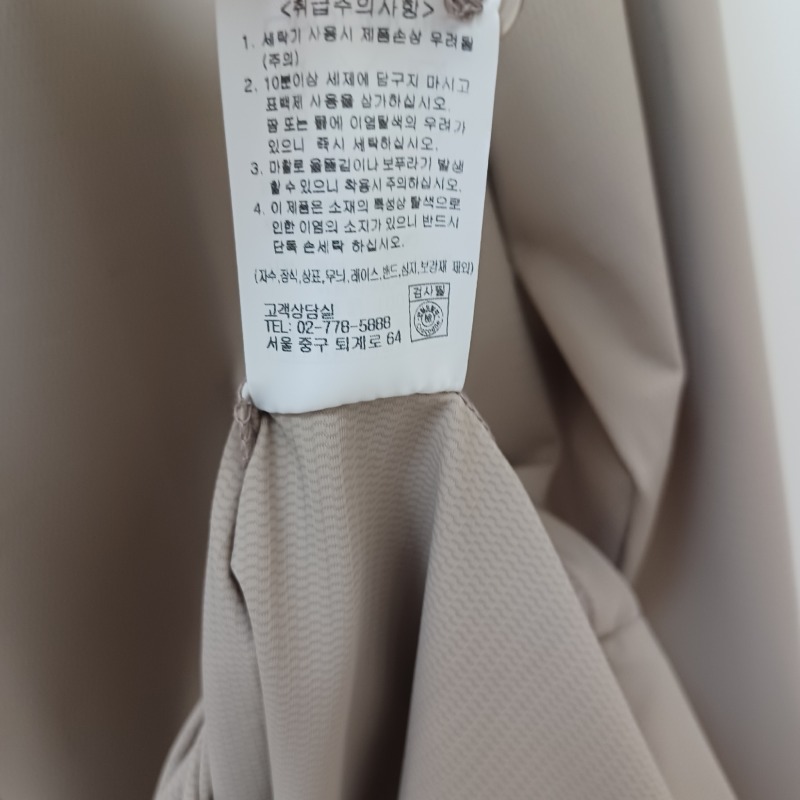 <취급주의사항>
1. 세탁기 사용시 제품손상 우려됨
(주의)
2. 10분이상 세제에 담구지 마시고
표백제 사용을 삼가하십시오.
땀 또는 물에 이염탈색의 우려가
있으니 즉시 세탁하십시오.
3. 마찰로 올뜯김이나 보푸라기 발생
할 수 있으니 착용시 주의하십시오.
4. 이 제품은 소재의 특성상 탈색으로
인한 이염의 소지가 있으니 반드시
단독 손세탁 하십시오.
(자수,장식,상표,무늬,레이스,밴드,심지,보강재 제외)
검사필
고객상담실
TEL: 02-778-5888
서울 중구 퇴계로 64